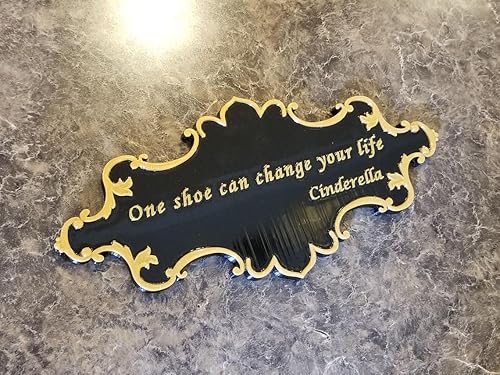 One shoe can change your life
Cinderella